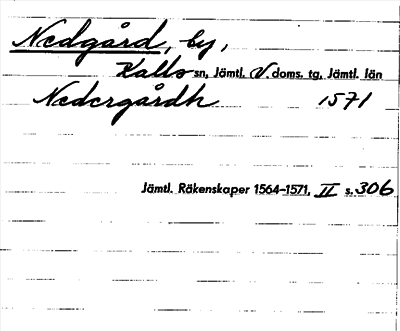 Nedgård, by,
Kalls sn, Jämtl. V. doms. tg, Jämtl. län
Nedergårdh 1571
Jämtl. Räkenskaper 1564-1571, II s. 306